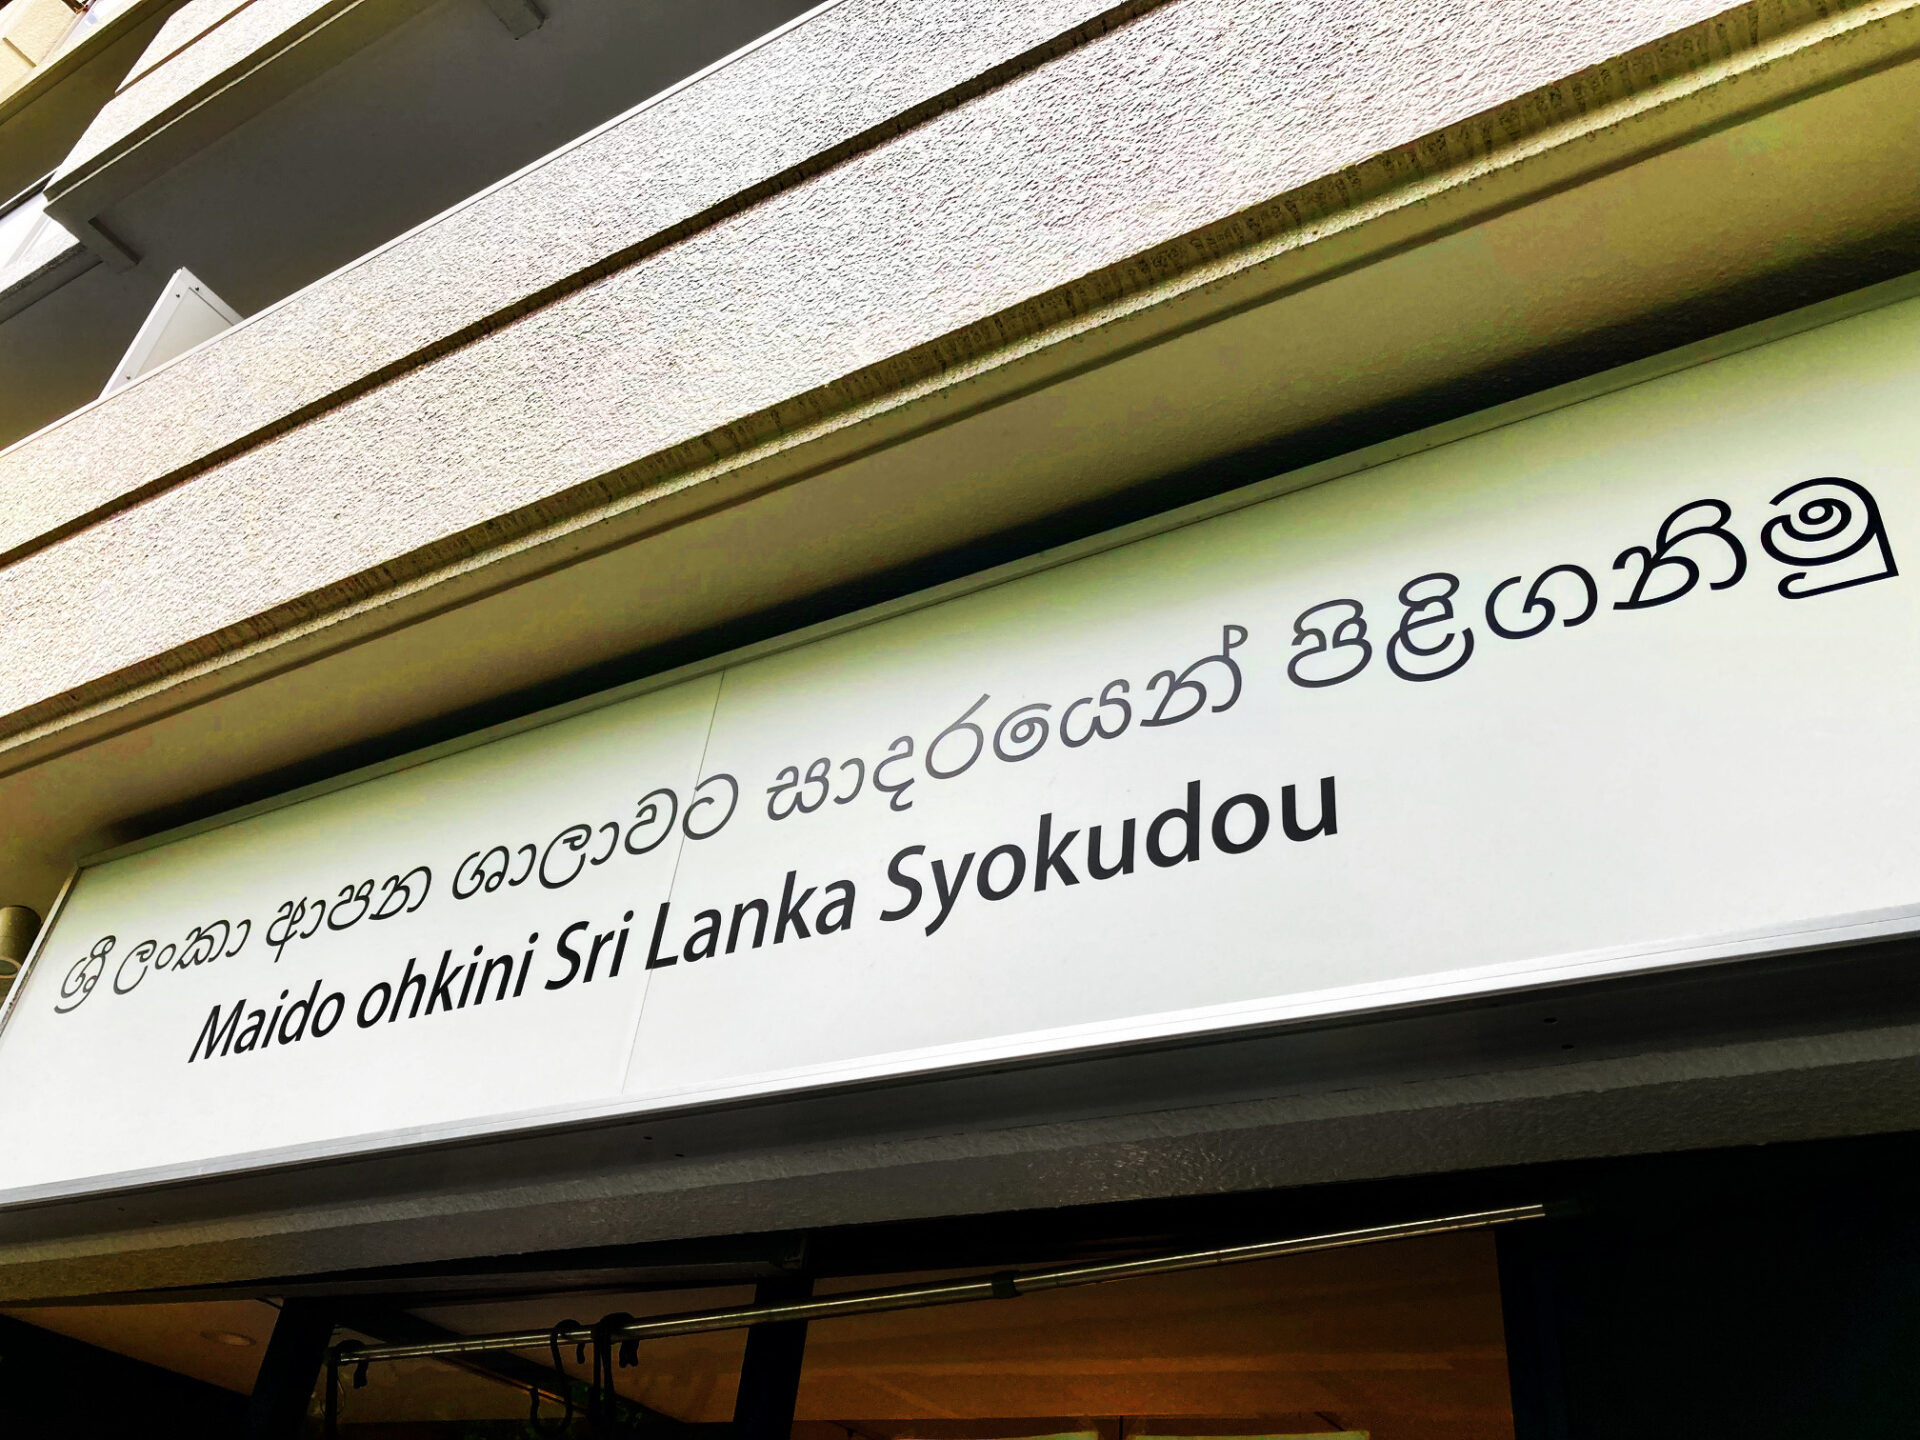 ශ්‍රී ලංකා ආපන ශාලාවට සාදරයෙන් පිළිගනිමු
Maido ohkini Sri Lanka Syokudou